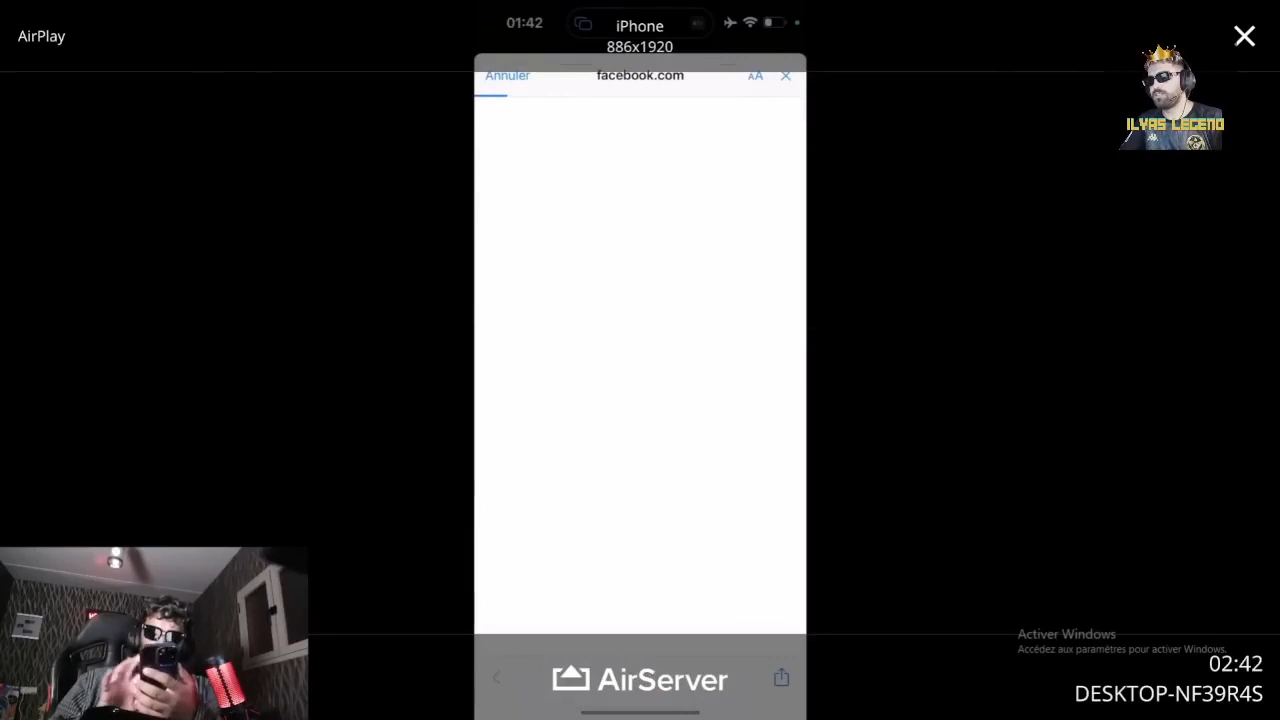 AirPlay
01:42
iPhone
886x1920
Annuler
facebook.com
AA
ILYAS LEGEND
AirServer
Activer Windows
Accédez aux paramètres pour activer Windows.
02:42
DESKTOP-NF39R4S